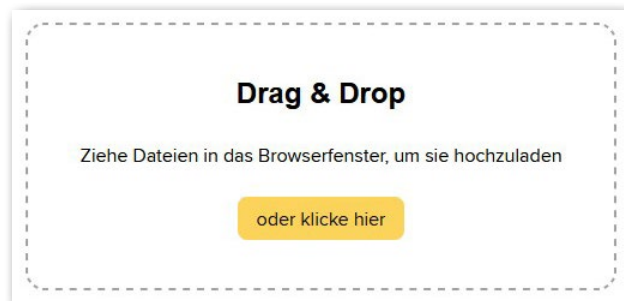 Drag & Drop
Ziehe Dateien in das Browserfenster, um sie hochzuladen
oder klicke hier